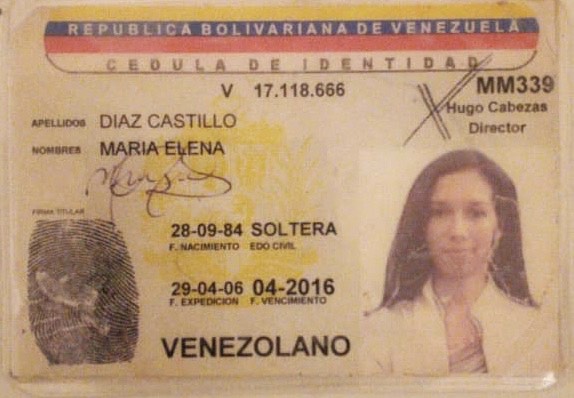 REPUBLICA BOLIVARIANA DE VENEZUELA
CEDULA DE IDENTIDAD
V 17.118.666
MM339
Hugo Cabezas
Director
APELLIDOS DIAZ CASTILLO
NOMBRES MARIA ELENA
FIRMA TITULAR
28-09-84 SOLTERA
F. NACIMIENTO EDO CIVIL
29-04-06 04-2016
F. EXPEDICION F. VENCIMIENTO
VENEZOLANO